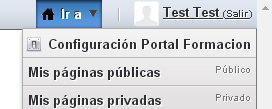 Ir a Test Test (Salir)
Configuración Portal Formacion
Mis páginas públicas Público
Mis páginas privadas Privado